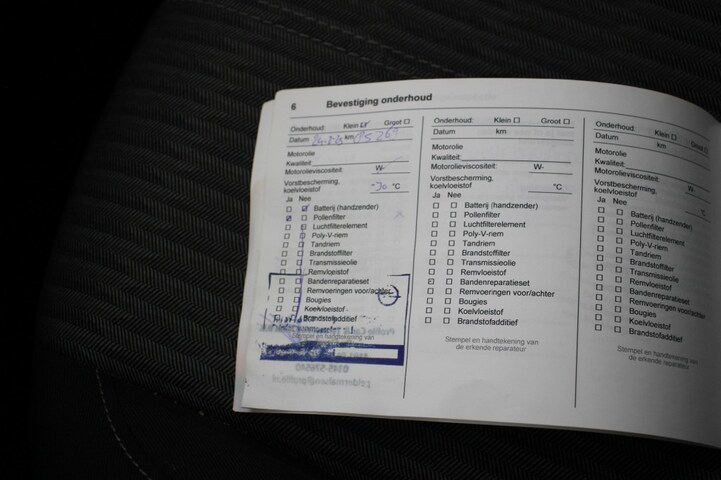 6 Bevestiging onderhoud
Onderhoud: Klein ☑ Groot ☐
Datum km
Motorolie
Kwaliteit:
Motorolieviscositeit: W-
Vorstbescherming,
koelvloeistof -30 °C
Ja Nee
☐ ☑ Batterij (handzender)
☑ ☐ Pollenfilter
☐ ☐ Luchtfilterelement
☐ ☐ Poly-V-riem
☐ ☐ Tandriem
☐ ☐ Brandstoffilter
☐ ☐ Transmissieolie
☐ ☐ Remvloeistof
☐ ☐ Bandenreparatieset
☐ ☐ Remvoeringen voor/achter
☐ ☐ Bougies
☐ ☐ Koelvloeistof
☐ Brandstofadditief
Onderhoud: Klein ☐ Groot ☐
Datum km
Motorolie
Kwaliteit:
Motorolieviscositeit: W-
Vorstbescherming,
koelvloeistof °C
Ja Nee
☐ ☐ Batterij (handzender)
☐ ☐ Pollenfilter
☐ ☐ Luchtfilterelement
☐ ☐ Poly-V-riem
☐ ☐ Tandriem
☐ ☐ Brandstoffilter
☐ ☐ Transmissieolie
☐ ☐ Remvloeistof
☐ ☐ Bandenreparatieset
☐ ☐ Remvoeringen voor/achter
☐ ☐ Bougies
☐ ☐ Koelvloeistof
☐ ☐ Brandstofadditief
Stempel en handtekening van
de erkende reparateur
Onderhoud: Klein ☐ Groot ☐
Datum km
Motorolie
Kwaliteit:
Motorolieviscositeit: W-
Vorstbescherming,
koelvloeistof °C
Ja Nee
☐ ☐ Batterij (handzender)
☐ ☐ Pollenfilter
☐ ☐ Luchtfilterelement
☐ ☐ Poly-V-riem
☐ ☐ Tandriem
☐ ☐ Brandstoffilter
☐ ☐ Transmissieolie
☐ ☐ Remvloeistof
☐ ☐ Bandenreparatieset
☐ ☐ Remvoeringen voor/achter
☐ ☐ Bougies
☐ ☐ Koelvloeistof
☐ ☐ Brandstofadditief
Stempel en handtekening van
de erkende reparateur